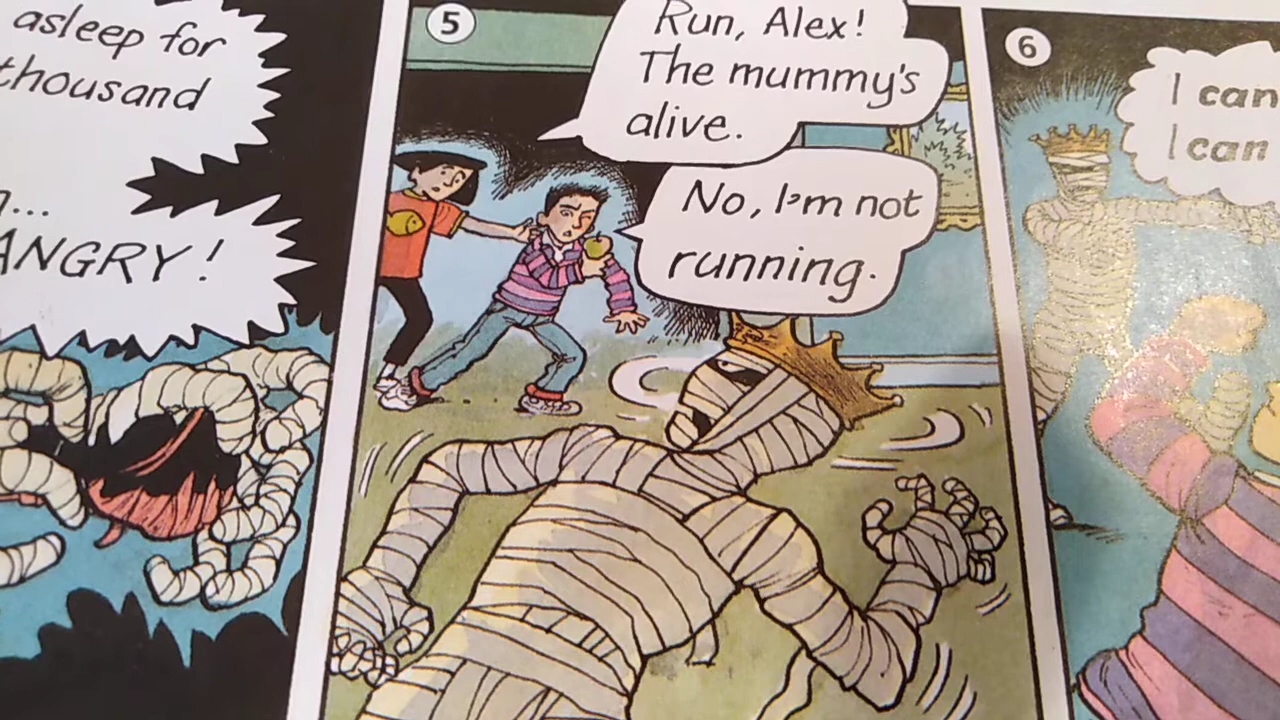 asleep for
thousand
ANGRY!
5
Run, Alex!
The mummy's
alive.
No, I'm not
running.
6
I can
I can